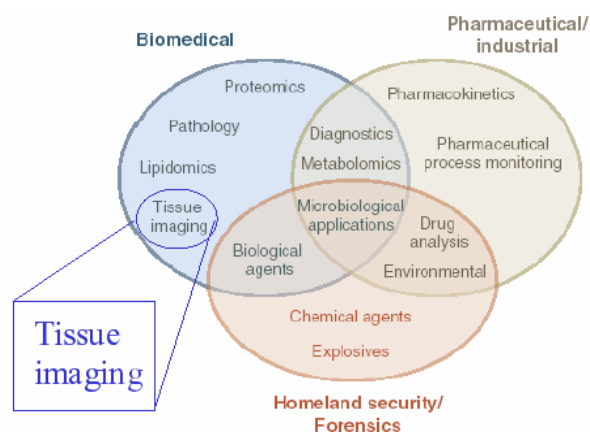 Pharmaceutical/
industrial
Biomedical
Proteomics
Pharmacokinetics
Pathology
Diagnostics
Pharmaceutical
process monitoring
Lipidomics
Metabolomics
Tissue
imaging
Microbiological
applications
Drug
analysis
Biological
agents
Environmental
Tissue
imaging
Chemical agents
Explosives
Homeland security/
Forensics